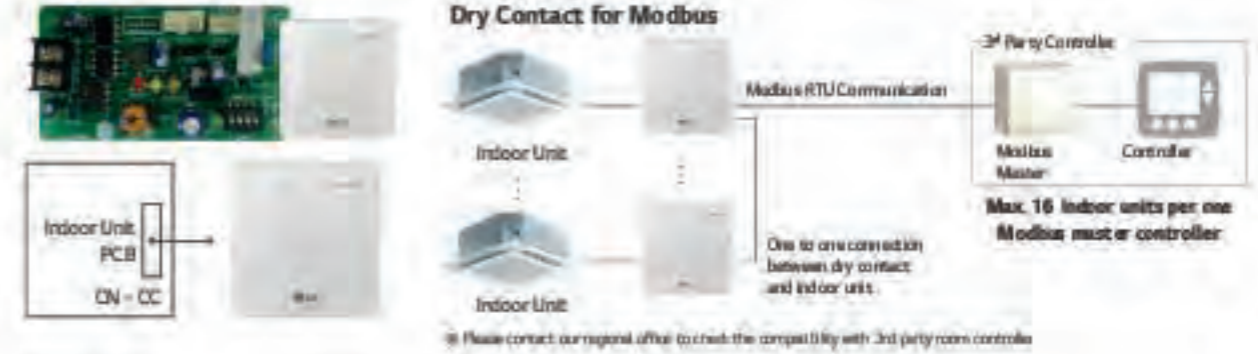 Dry Contact for Modbus
3rd Party Controller
Modbus RTU Communication
Indoor Unit
Modbus
Master
Controller
Indoor Unit
PCB
CN - CC
Max. 16 indoor units per one
Modbus master controller
One to one connection
between dry contact
and indoor unit
Indoor Unit
※ Please contact our regional office to check the compatibility with 3rd party room controller